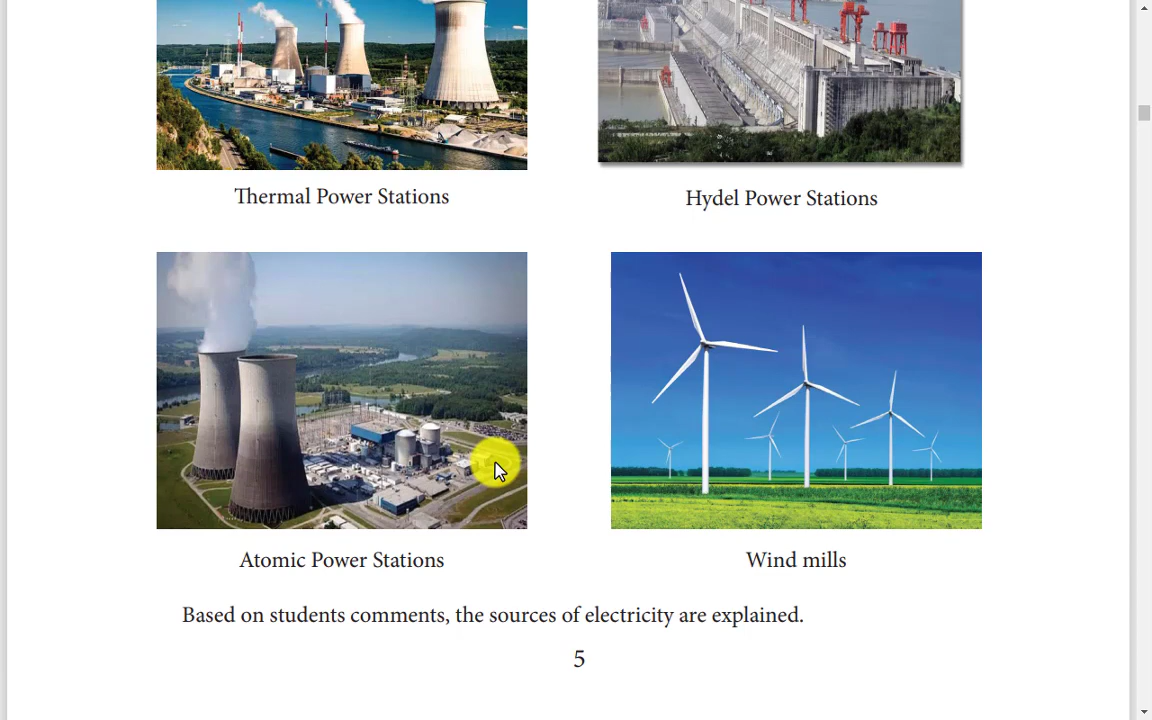 Thermal Power Stations
Hydel Power Stations
Atomic Power Stations
Wind mills
Based on students comments, the sources of electricity are explained.
5